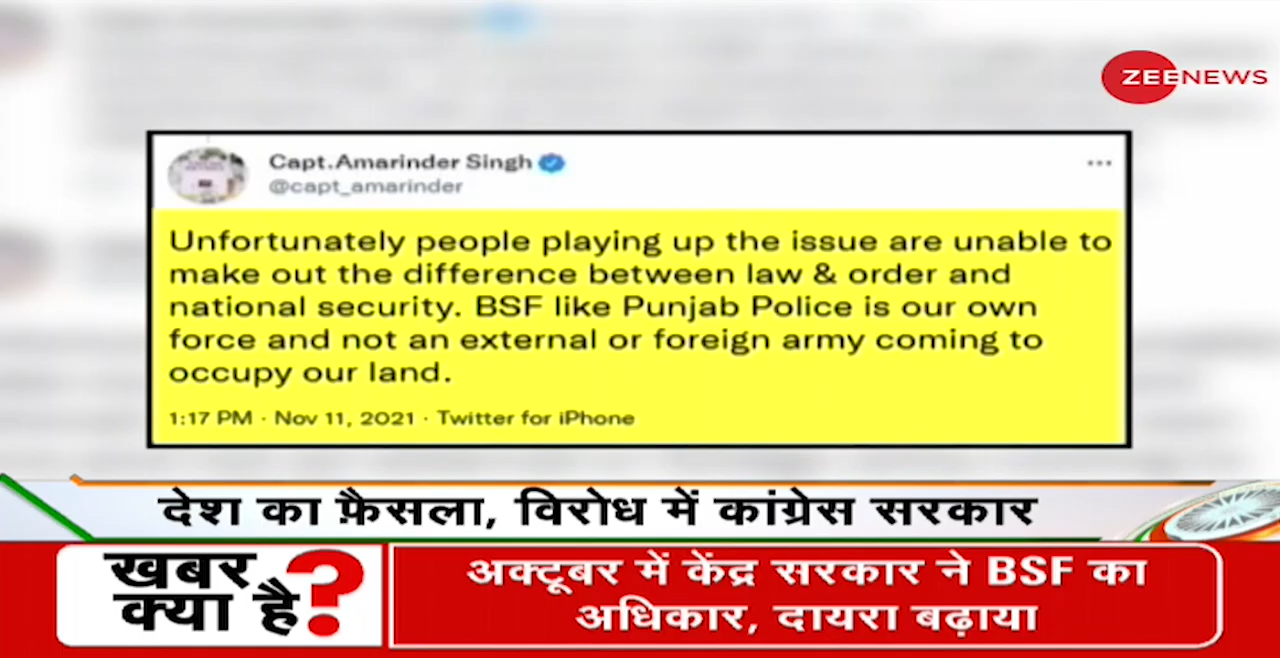 ZEENEWS
Capt.Amarinder Singh
@capt_amarinder
Unfortunately people playing up the issue are unable to
make out the difference between law & order and
national security. BSF like Punjab Police is our own
force and not an external or foreign army coming to
occupy our land.
1:17 PM · Nov 11, 2021 · Twitter for iPhone
देश का फ़ैसला, विरोध में कांग्रेस सरकार
खबर
क्या है?
अक्टूबर में केंद्र सरकार ने BSF का
अधिकार, दायरा बढ़ाया